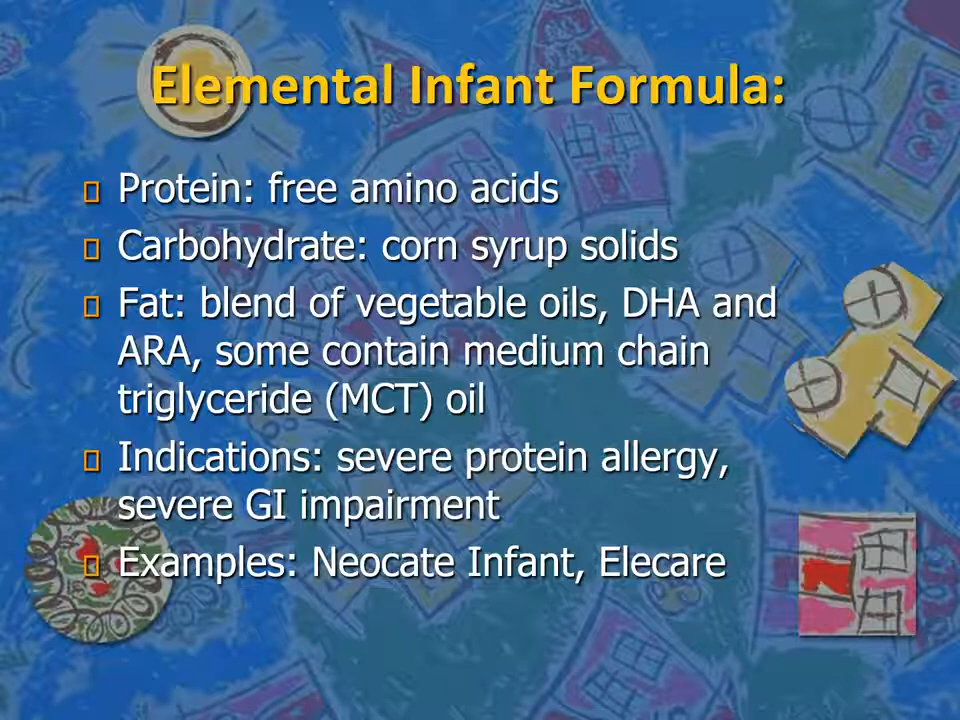 Elemental Infant Formula:
Protein: free amino acids
Carbohydrate: corn syrup solids
Fat: blend of vegetable oils, DHA and
ARA, some contain medium chain
triglyceride (MCT) oil
Indications: severe protein allergy,
severe GI impairment
Examples: Neocate Infant, Elecare